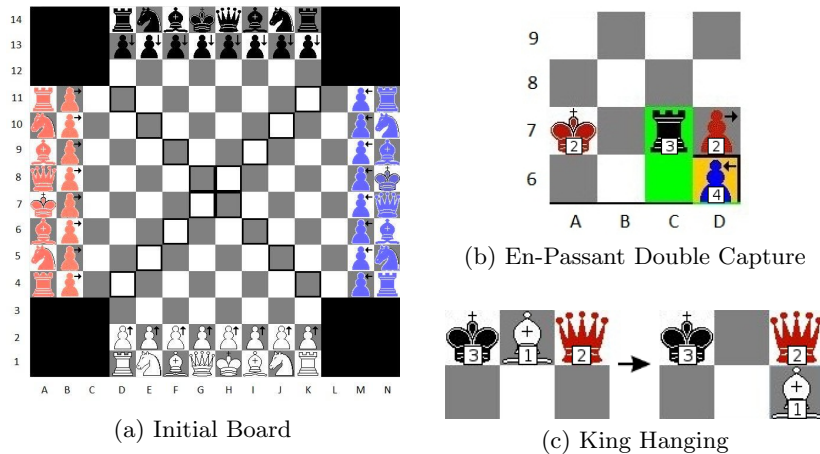 14
13
12
11
10
9
8
7
6
5
4
3
2
1
A B C D E F G H I J K L M N
(a) Initial Board
9
8
7
6
2 3 2
4
A B C D
(b) En-Passant Double Capture
3 1 2 3 2
1
(c) King Hanging